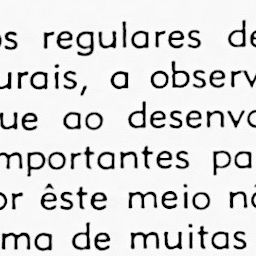 os regulares de
urais, a observ
ue ao desenvo
mportantes pa
or êste meio nã
ma de muitas